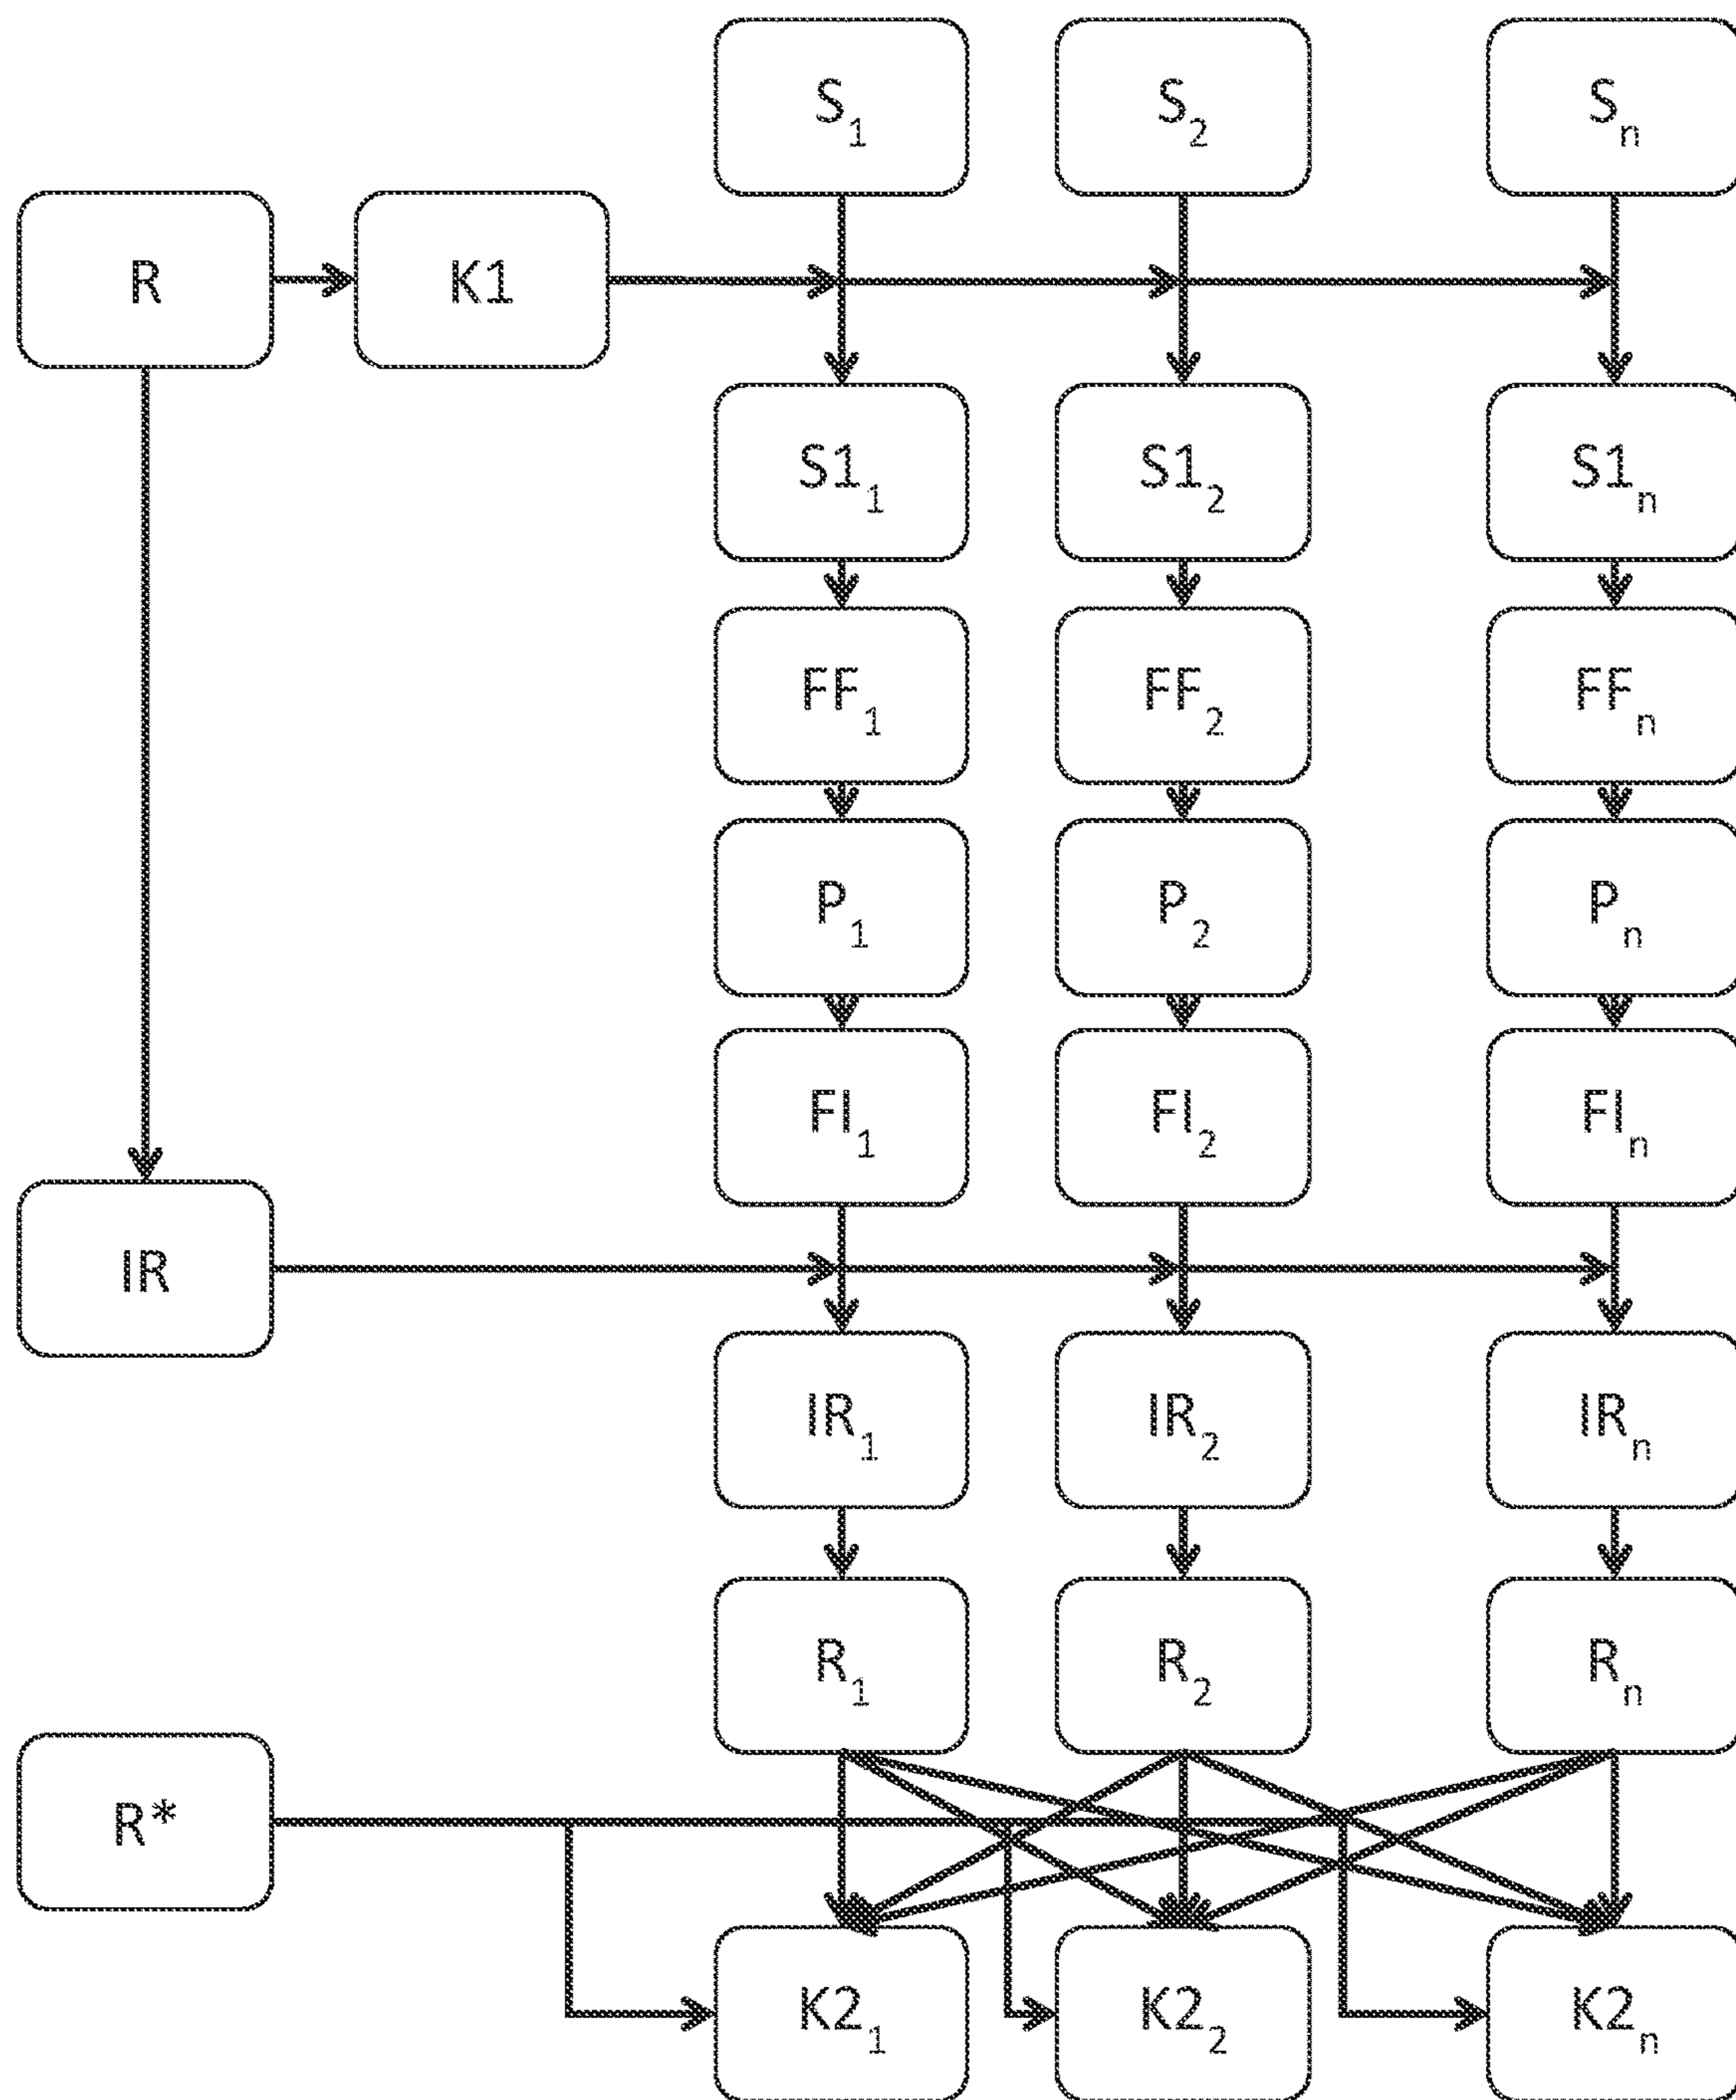 S₁ S₂ Sₙ
R K1
S1₁ S1₂ S1ₙ
FF₁ FF₂ FFₙ
P₁ P₂ Pₙ
FI₁ FI₂ FIₙ
IR
IR₁ IR₂ IRₙ
R₁ R₂ Rₙ
R*
K2₁ K2₂ K2ₙ